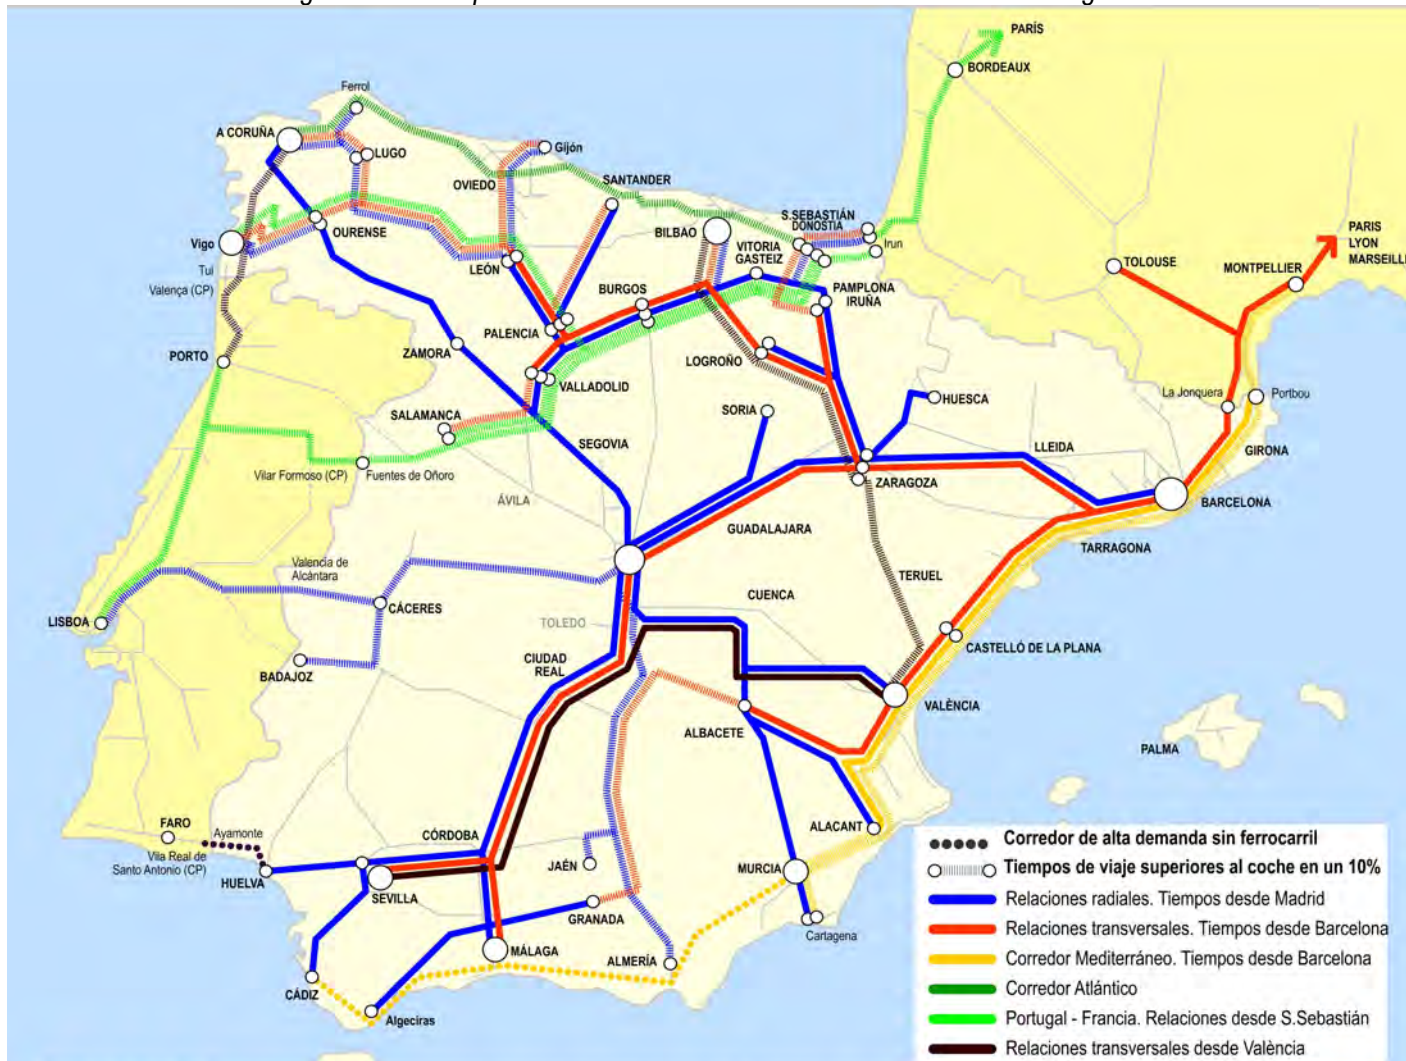 PARÍS
BORDEAUX
Ferrol
A CORUÑA
LUGO
Gijón
OVIEDO
SANTANDER
S.SEBASTIÁN
DONOSTIA
BILBAO
VITORIA
GASTEIZ
Irun
TOLOUSE
PARIS
LYON
MARSEILL
MONTPELLIER
Vigo
OURENSE
LEÓN
Tui
Valença (CP)
BURGOS
PAMPLONA
IRUÑA
PALENCIA
PORTO
ZAMORA
LOGROÑO
VALLADOLID
La Jonquera
Portbou
SALAMANCA
SORIA
HUESCA
SEGOVIA
LLEIDA
GIRONA
Vilar Formoso (CP)
Fuentes de Oñoro
ZARAGOZA
ÁVILA
BARCELONA
GUADALAJARA
TARRAGONA
Valencia de
Alcántara
TERUEL
CUENCA
CÁCERES
LISBOA
TOLEDO
CASTELLÓ DE LA PLANA
CIUDAD
REAL
BADAJOZ
VALÈNCIA
ALBACETE
PALMA
FARO
Ayamonte
CÓRDOBA
ALACANT
Vila Real de
Santo Antonio (CP)
JAÉN
MURCIA
HUELVA
SEVILLA
GRANADA
Cartagena
MÁLAGA
ALMERÍA
CÁDIZ
Algeciras
Corredor de alta demanda sin ferrocarril
Tiempos de viaje superiores al coche en un 10%
Relaciones radiales. Tiempos desde Madrid
Relaciones transversales. Tiempos desde Barcelona
Corredor Mediterráneo. Tiempos desde Barcelona
Corredor Atlántico
Portugal - Francia. Relaciones desde S.Sebastián
Relaciones transversales desde València